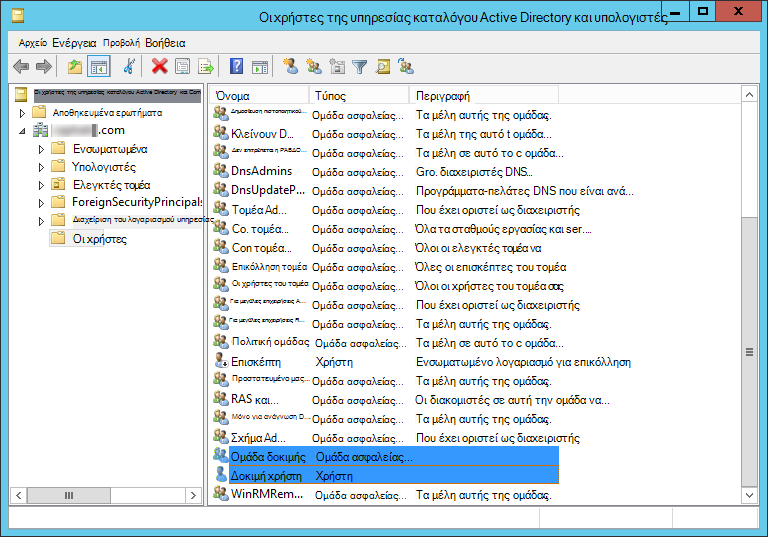 Οι χρήστες της υπηρεσίας καταλόγου Active Directory και υπολογιστές
Αρχείο Ενέργεια Προβολή Βοήθεια
Οι χρήστες της υπηρεσίας καταλόγου Active Directory και Com
Αποθηκευμένα ερωτήματα
.com
Ενσωματωμένα
Υπολογιστές
Ελεγκτές τομέα
ForeignSecurityPrincipals
Διαχείριση του λογαριασμού υπηρεσίας
Οι χρήστες
Όνομα Τύπος Περιγραφή
Δημοσίευση πιστοποιητικού... Ομάδα ασφαλείας... Τα μέλη αυτής της ομάδας.
Κλείνουν D... Ομάδα ασφαλείας... Τα μέλη της αυτό t ομάδα...
Δεν επιτρέπεται η ΡΑΒΔΟ... Ομάδα ασφαλείας... Τα μέλη σε αυτό το c ομάδα...
DnsAdmins Ομάδα ασφαλείας... Gro. διαχειριστές DNS..
DnsUpdateP... Ομάδα ασφαλείας... Προγράμματα-πελάτες DNS που είναι ανά...
Τομέα Ad... Ομάδα ασφαλείας... Που έχει οριστεί ως διαχειριστής
Co. τομέα... Ομάδα ασφαλείας... Όλα τα σταθμούς εργασίας και ser....
Con τομέα... Ομάδα ασφαλείας... Όλοι οι ελεγκτές τομέα να
Επικόλληση τομέα Ομάδα ασφαλείας... Όλες οι επισκέπτες του τομέα
Οι χρήστες του τομέα Ομάδα ασφαλείας... Όλοι οι χρήστες του τομέα σας
Για μεγάλες επιχειρήσεις A... Ομάδα ασφαλείας... Που έχει οριστεί ως διαχειριστής
Για μεγάλες επιχειρήσεις R... Ομάδα ασφαλείας... Τα μέλη αυτής της ομάδας.
Πολιτική ομάδας Ομάδα ασφαλείας... Τα μέλη σε αυτό το c ομάδα...
Επισκέπτη Χρήστη Ενσωματωμένο λογαριασμό για επικόλληση
Προστατευμένο μας... Ομάδα ασφαλείας... Τα μέλη αυτής της ομάδας.
RAS και... Ομάδα ασφαλείας... Οι διακομιστές σε αυτή την ομάδα να...
Μόνο για ανάγνωση D... Ομάδα ασφαλείας... Τα μέλη αυτής της ομάδας.
Σχήμα Ad... Ομάδα ασφαλείας... Που έχει οριστεί ως διαχειριστής
Ομάδα δοκιμής Ομάδα ασφαλείας...
Δοκιμή χρήστη Χρήστη
WinRMRem... Ομάδα ασφαλείας... Τα μέλη αυτής της ομάδας.